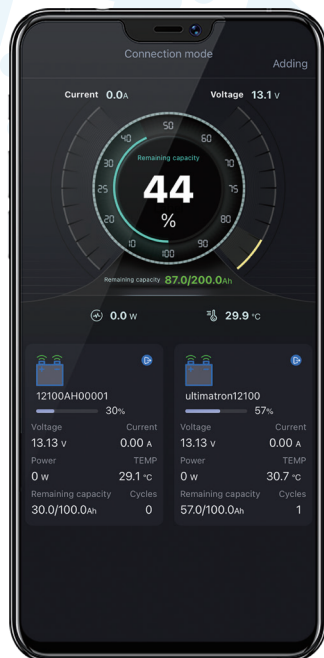 Connection mode
Adding
Current 0.0A
Voltage 13.1 V
50
40 60
30 70
25 75
20 80
10 90
100
Remaining capacity
44
%
Remaining capacity 87.0/200.0Ah
0.0 W
29.9 °C
12100AH00001
30%
Voltage Current
13.13 V 0.00 A
Power TEMP
0 W 29.1 °C
Remaining capacity Cycles
30.0/100.0Ah 0
ultimatron12100
57%
Voltage Current
13.13 V 0.00 A
Power TEMP
0 W 30.7 °C
Remaining capacity Cycles
57.0/100.0Ah 1